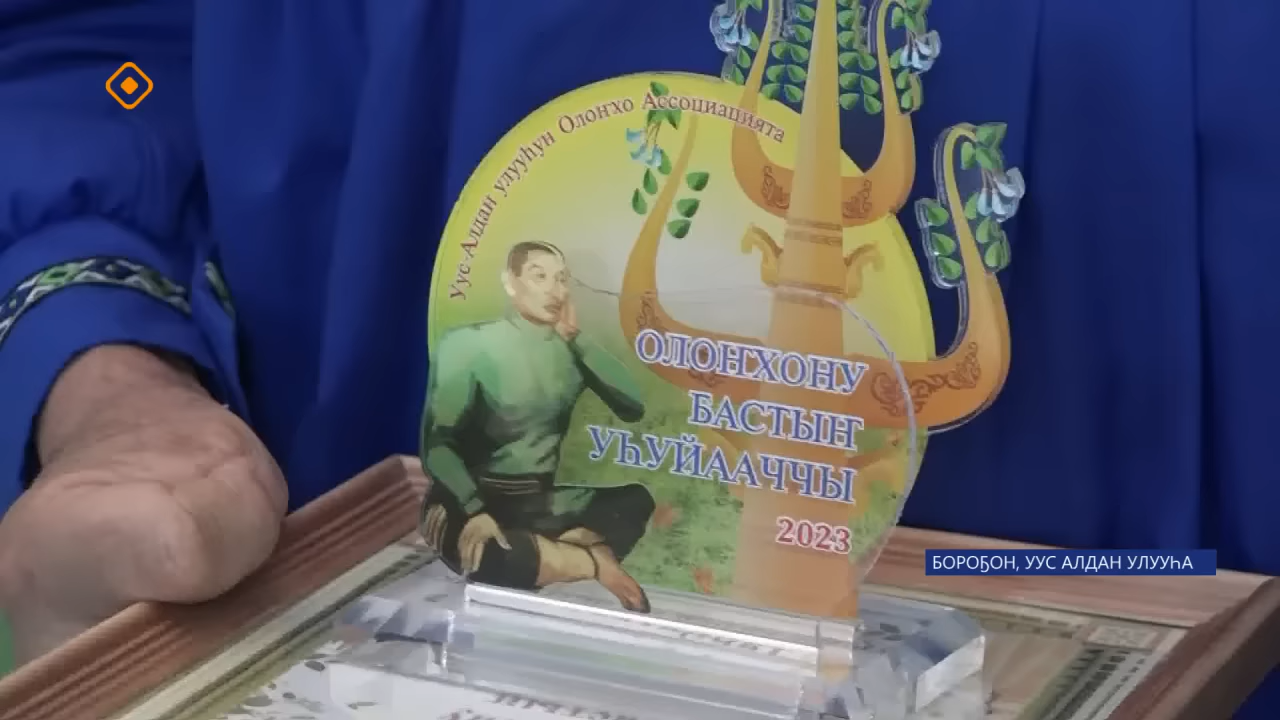 Уус-Алдан улууһун Олоҥхо Ассоциацията
ОЛОҤХОНУ
БАСТЫҤ
УҺУЙААЧЧЫ
2023
БОРОҔОН, УУС АЛДАН УЛУУҺА